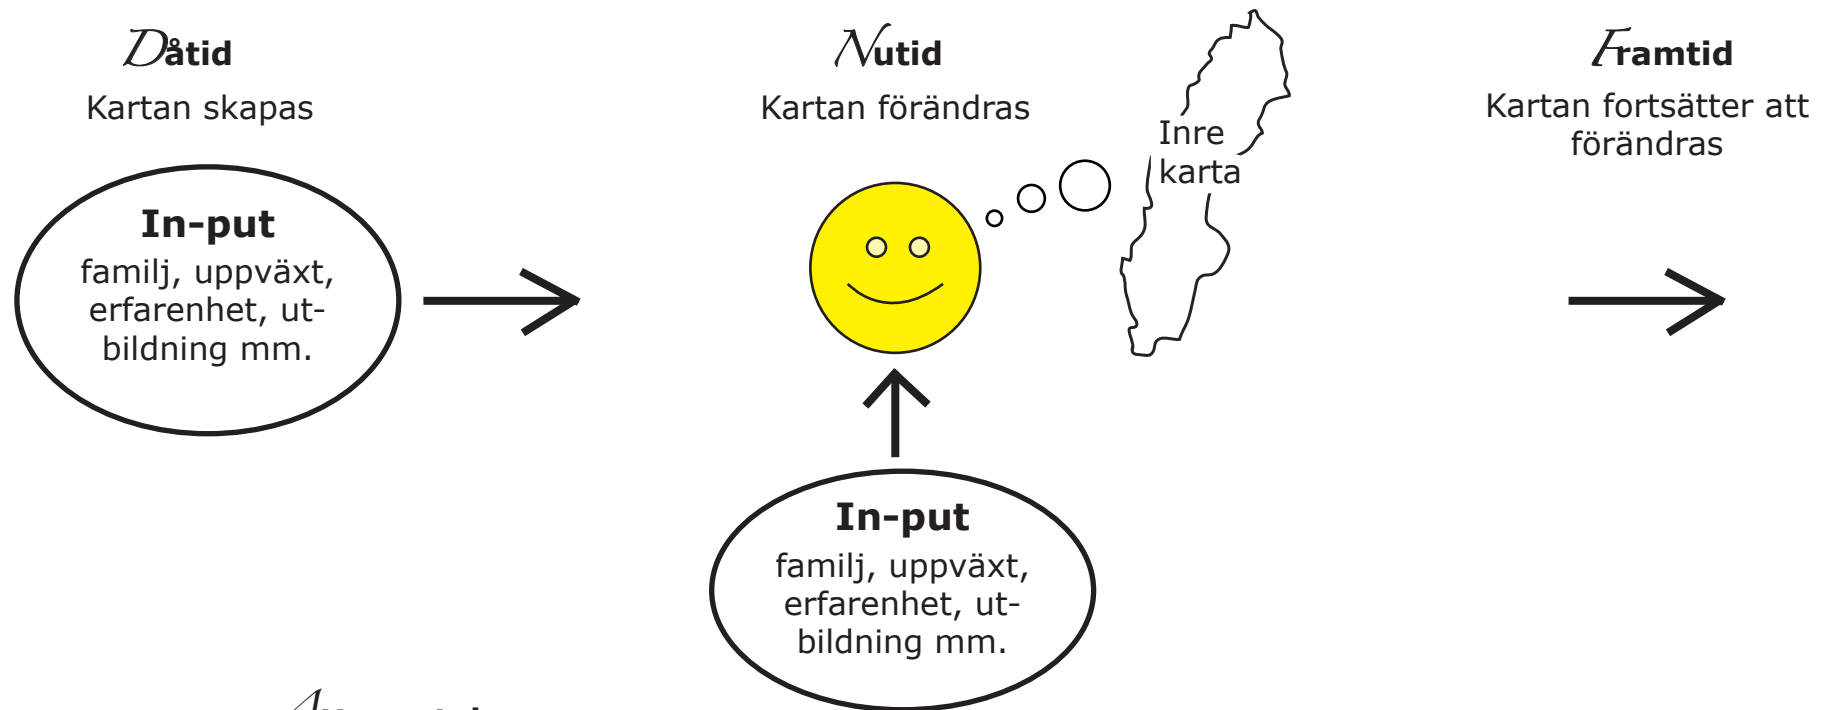 Dåtid
Kartan skapas
In-put
familj, uppväxt,
erfarenhet, ut-
bildning mm.
Nutid
Kartan förändras
Inre
karta
In-put
familj, uppväxt,
erfarenhet, ut-
bildning mm.
Framtid
Kartan fortsätter att
förändras